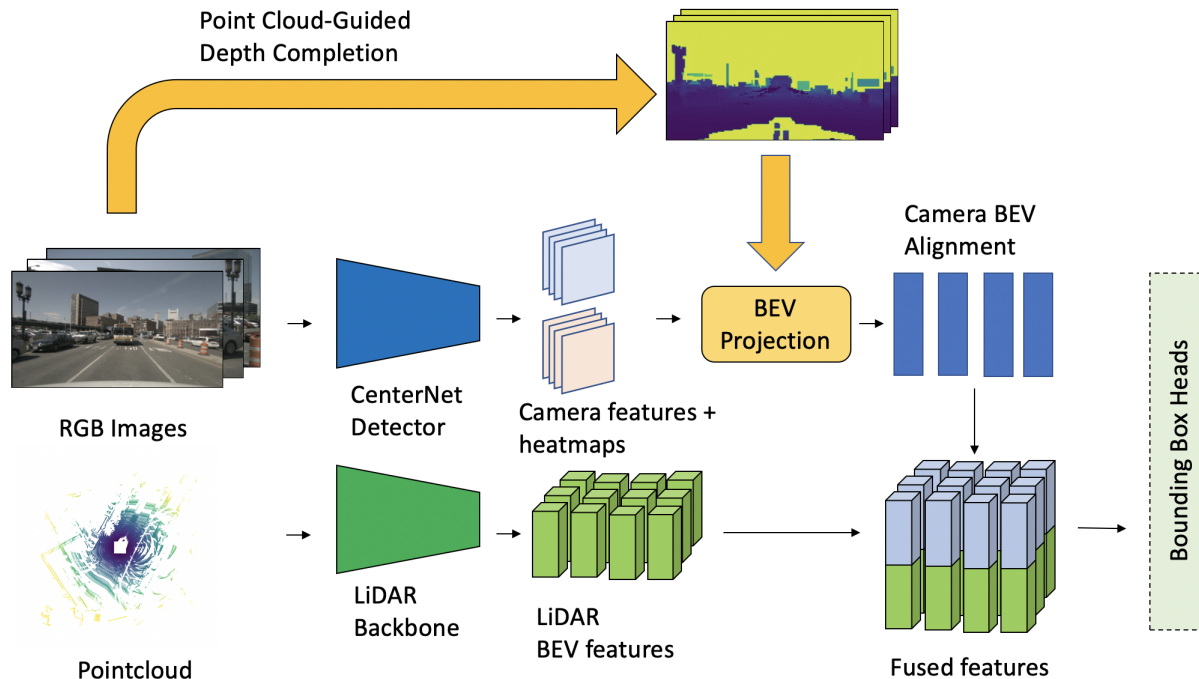 Point Cloud-Guided
Depth Completion
Camera BEV
Alignment
BEV
Projection
CenterNet
Detector
Camera features +
heatmaps
RGB Images
LiDAR
Backbone
LiDAR
BEV features
Pointcloud
Fused features
Bounding Box Heads